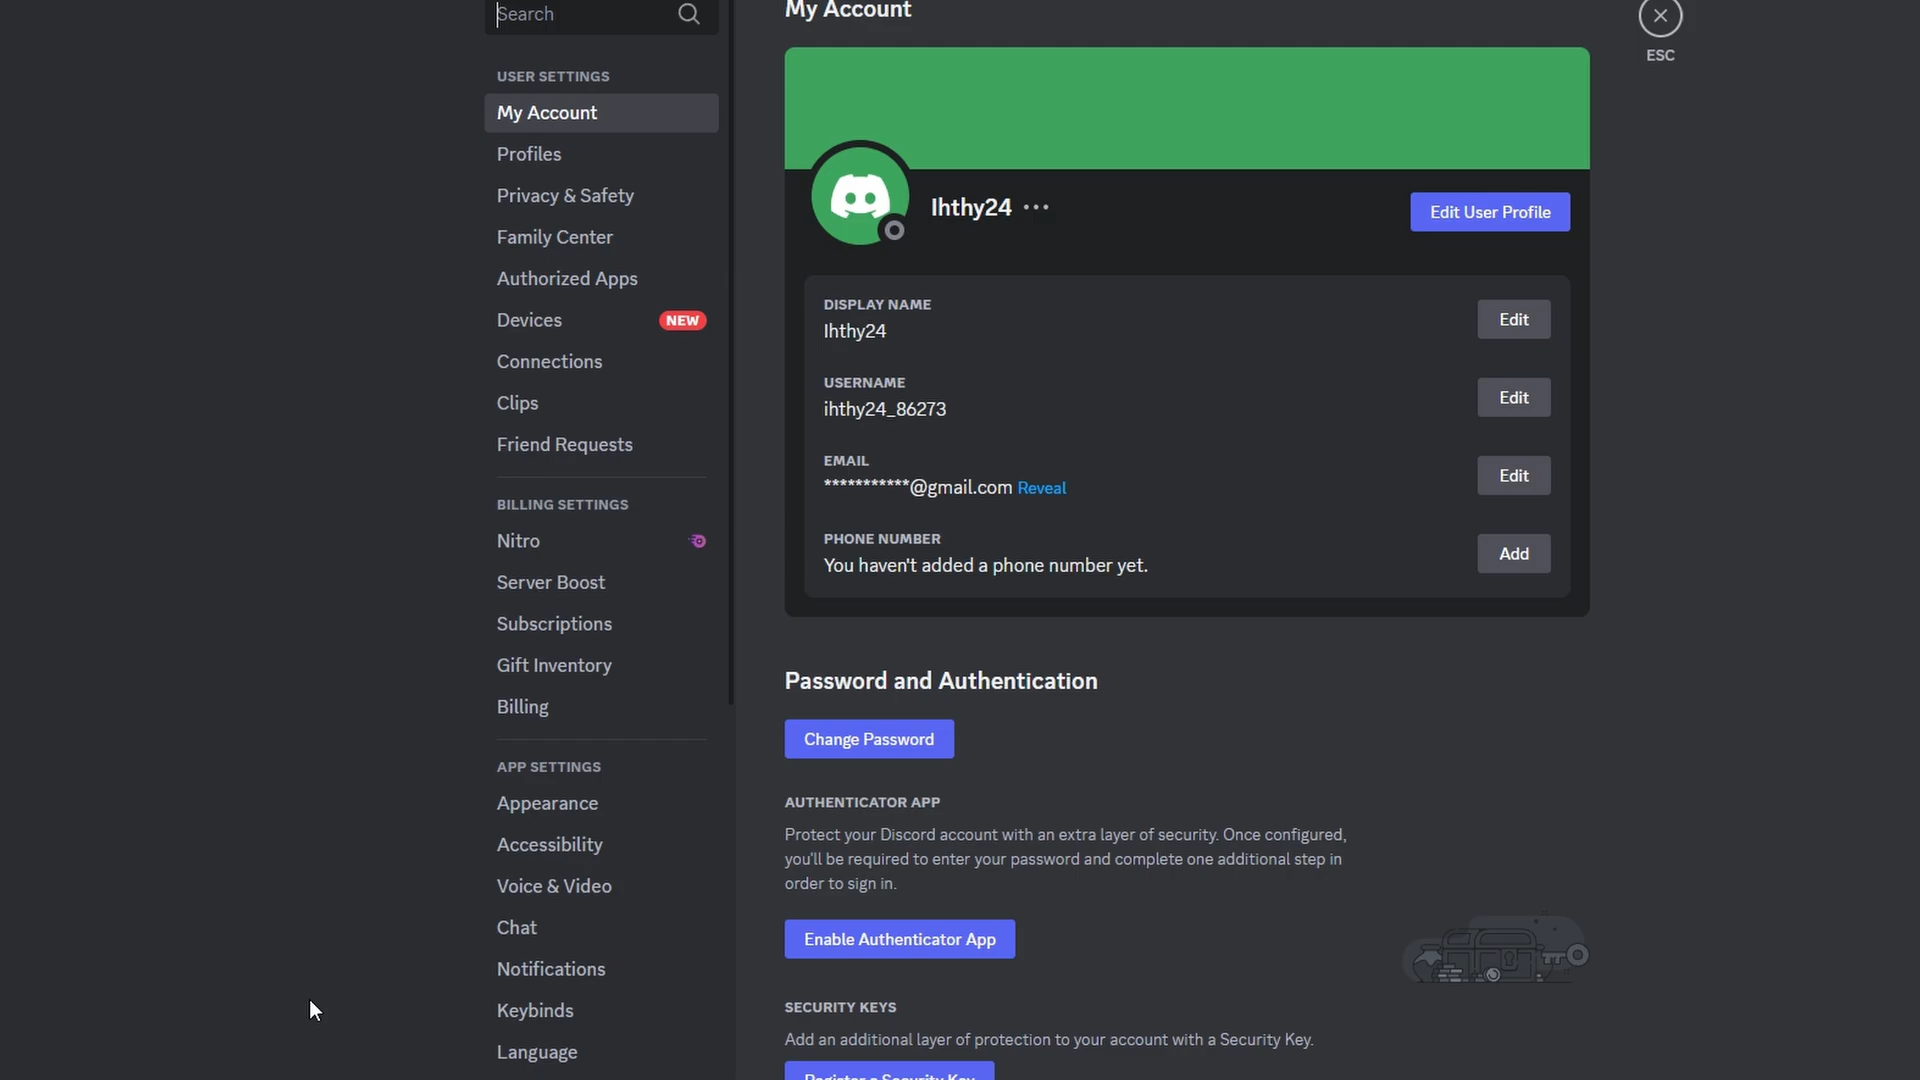 Search
USER SETTINGS
My Account
Profiles
Privacy & Safety
Family Center
Authorized Apps
Devices NEW
Connections
Clips
Friend Requests
BILLING SETTINGS
Nitro
Server Boost
Subscriptions
Gift Inventory
Billing
APP SETTINGS
Appearance
Accessibility
Voice & Video
Chat
Notifications
Keybinds
Language
My Account
Ihthy24
Edit User Profile
DISPLAY NAME
Ihthy24
Edit
USERNAME
ihthy24_86273
Edit
EMAIL
***********@gmail.com Reveal
Edit
PHONE NUMBER
You haven't added a phone number yet.
Add
Password and Authentication
Change Password
AUTHENTICATOR APP
Protect your Discord account with an extra layer of security. Once configured,
you'll be required to enter your password and complete one additional step in
order to sign in.
Enable Authenticator App
SECURITY KEYS
Add an additional layer of protection to your account with a Security Key.
Register a Security Key
ESC